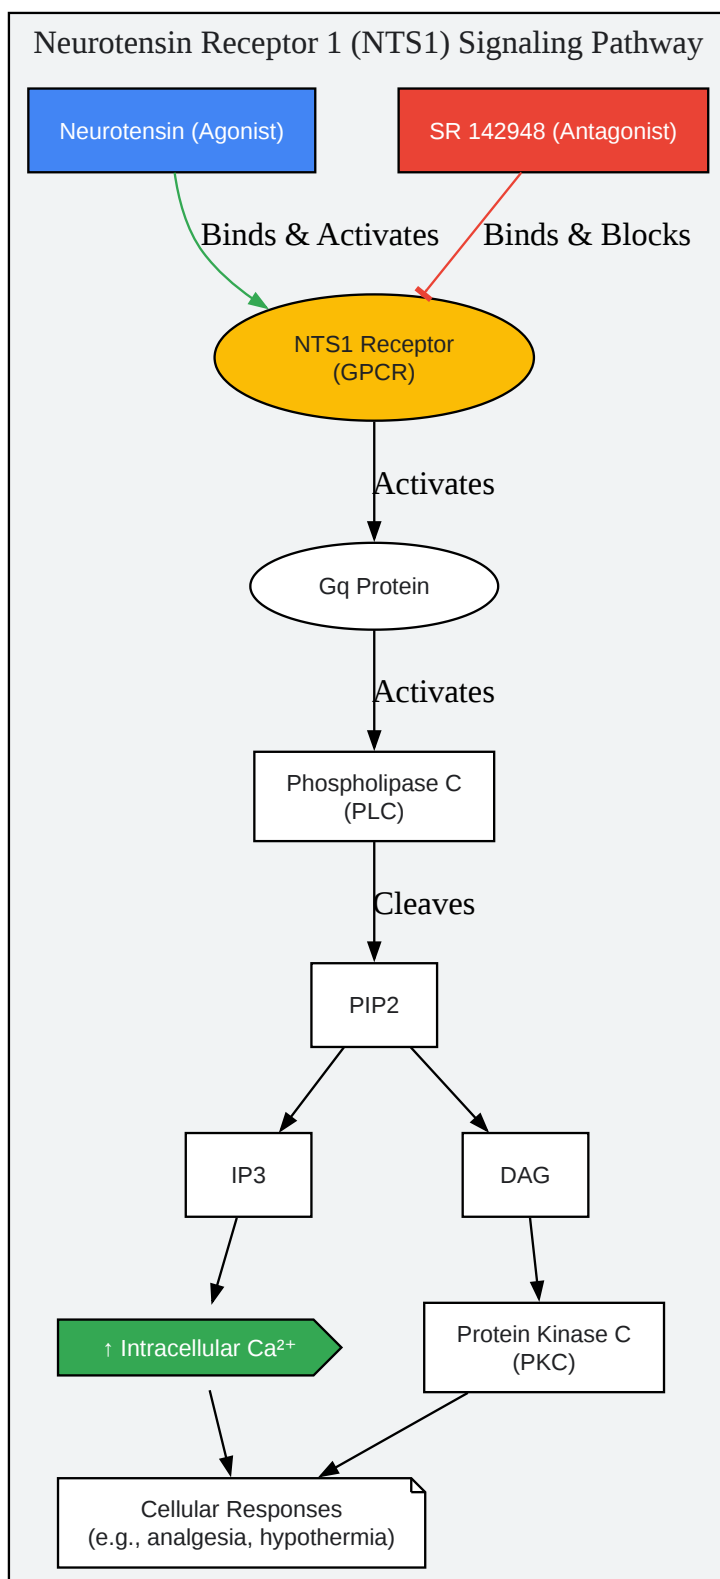 Neurotensin Receptor 1 (NTS1) Signaling Pathway
Neurotensin (Agonist)
SR 142948 (Antagonist)
Binds & Activates
Binds & Blocks
NTS1 Receptor
(GPCR)
Activates
Gq Protein
Activates
Phospholipase C
(PLC)
Cleaves
PIP2
IP3
DAG
↑ Intracellular Ca²⁺
Protein Kinase C
(PKC)
Cellular Responses
(e.g., analgesia, hypothermia)